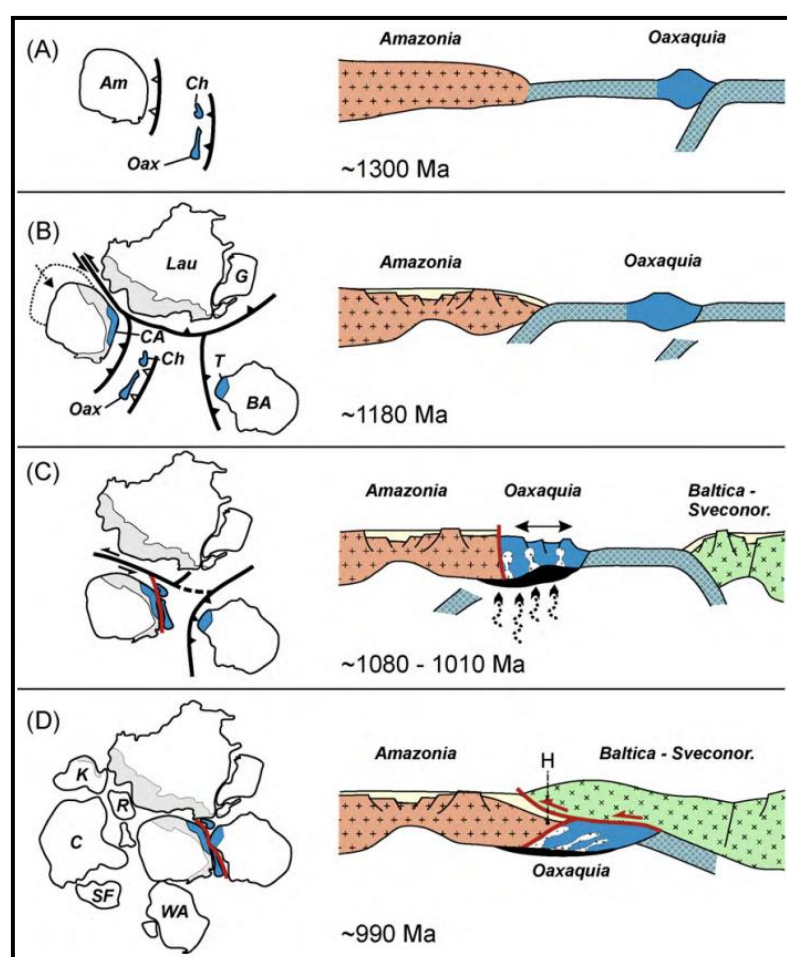 (A)
Am
Ch
Oax
Amazonia
Oaxaquia
~1300 Ma
(B)
Lau
G
CA
Ch
T
Oax
BA
Amazonia
Oaxaquia
~1180 Ma
(C)
Amazonia
Oaxaquia
Baltica -
Sveconor.
~1080 - 1010 Ma
(D)
K
R
C
SF
WA
Amazonia
H
Baltica - Sveconor.
Oaxaquia
~990 Ma